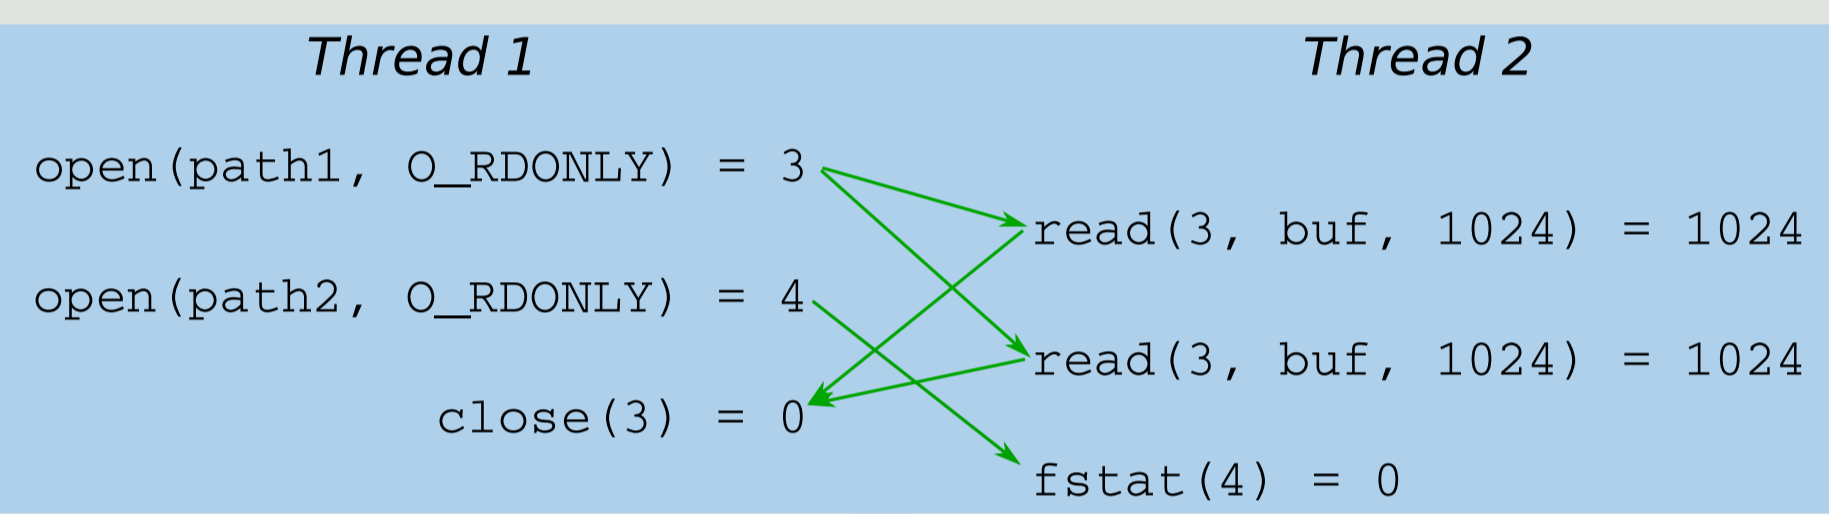 Thread 1
Thread 2
open(path1, O_RDONLY) = 3
read(3, buf, 1024) = 1024
open(path2, O_RDONLY) = 4
read(3, buf, 1024) = 1024
close(3) = 0
fstat(4) = 0